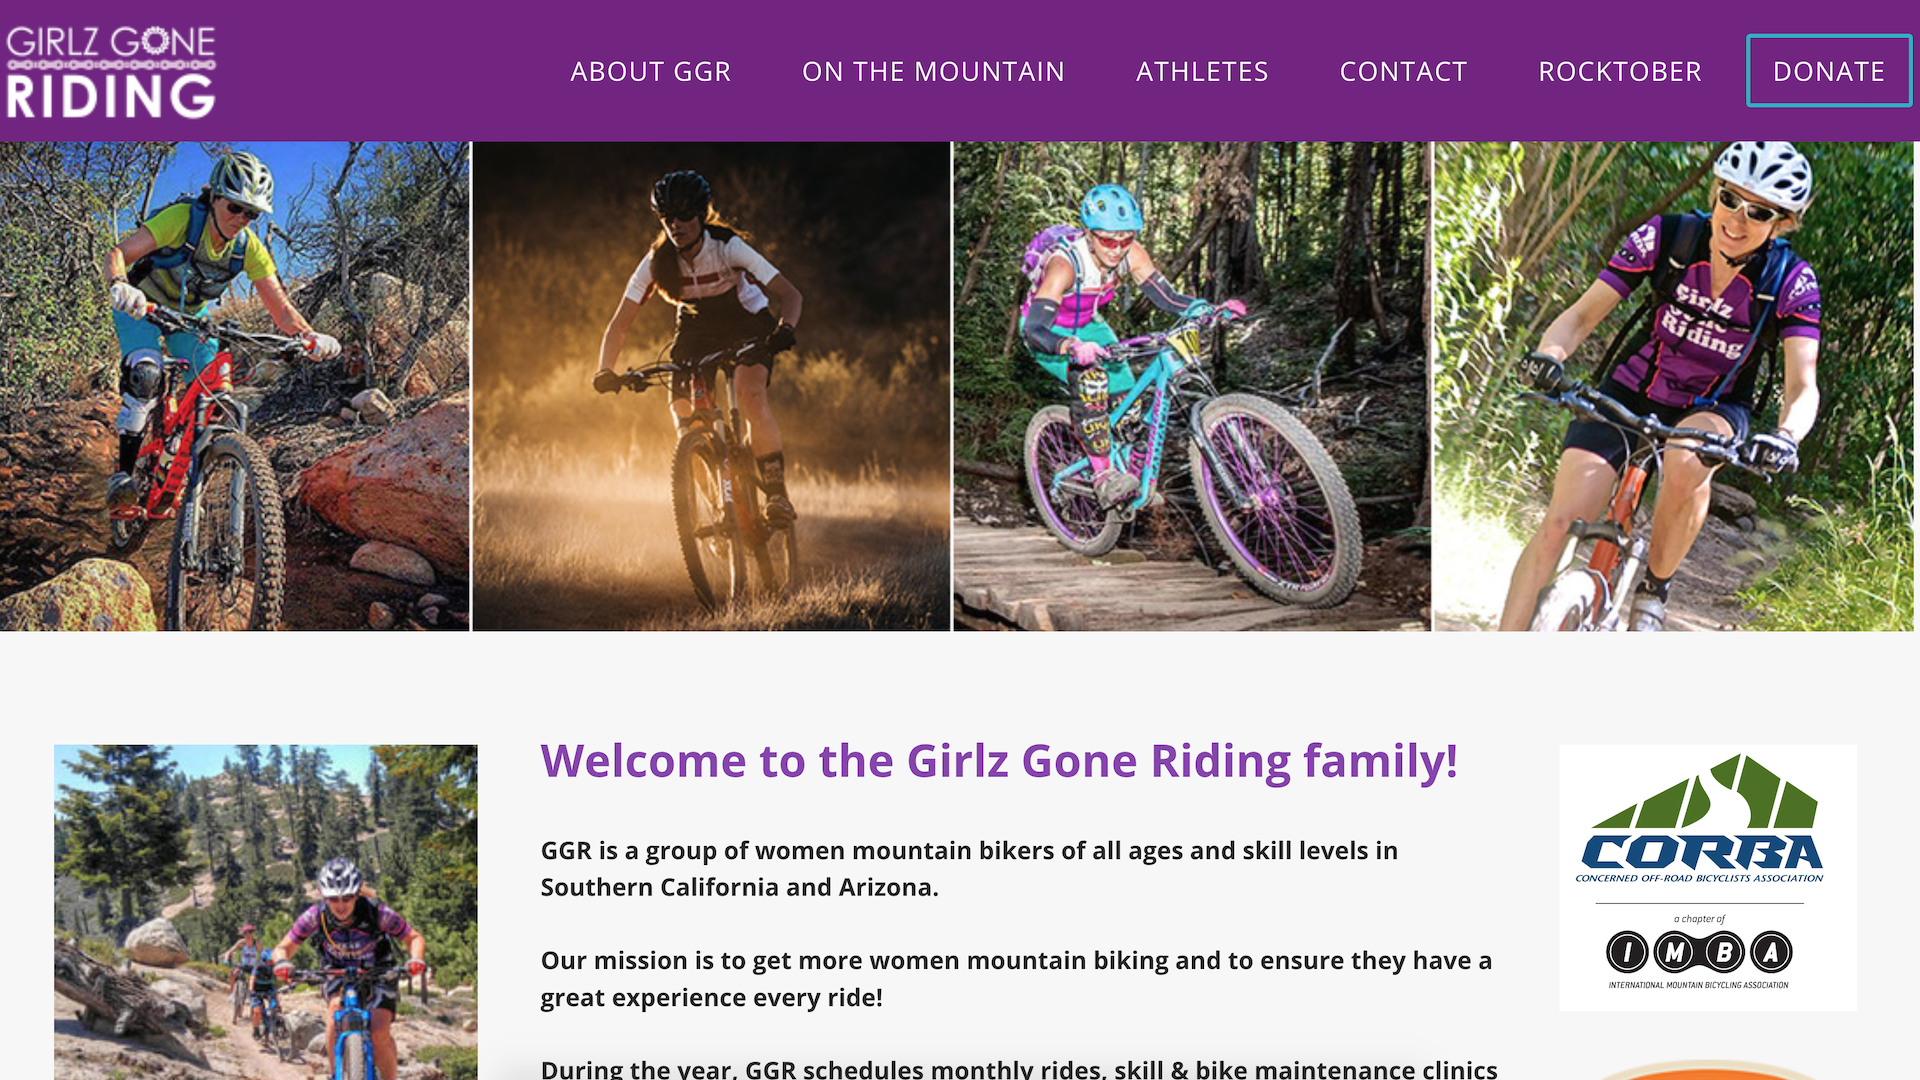 GIRLZ GONE
RIDING
ABOUT GGR
ON THE MOUNTAIN
ATHLETES
CONTACT
ROCKTOBER
DONATE
Girlz
Gone
Riding
Welcome to the Girlz Gone Riding family!
GGR is a group of women mountain bikers of all ages and skill levels in
Southern California and Arizona.
Our mission is to get more women mountain biking and to ensure they have a
great experience every ride!
During the year, GGR schedules monthly rides, skill & bike maintenance clinics
CORBA
CONCERNED OFF-ROAD BICYCLISTS ASSOCIATION
a chapter of
IMBA
INTERNATIONAL MOUNTAIN BICYCLING ASSOCIATION